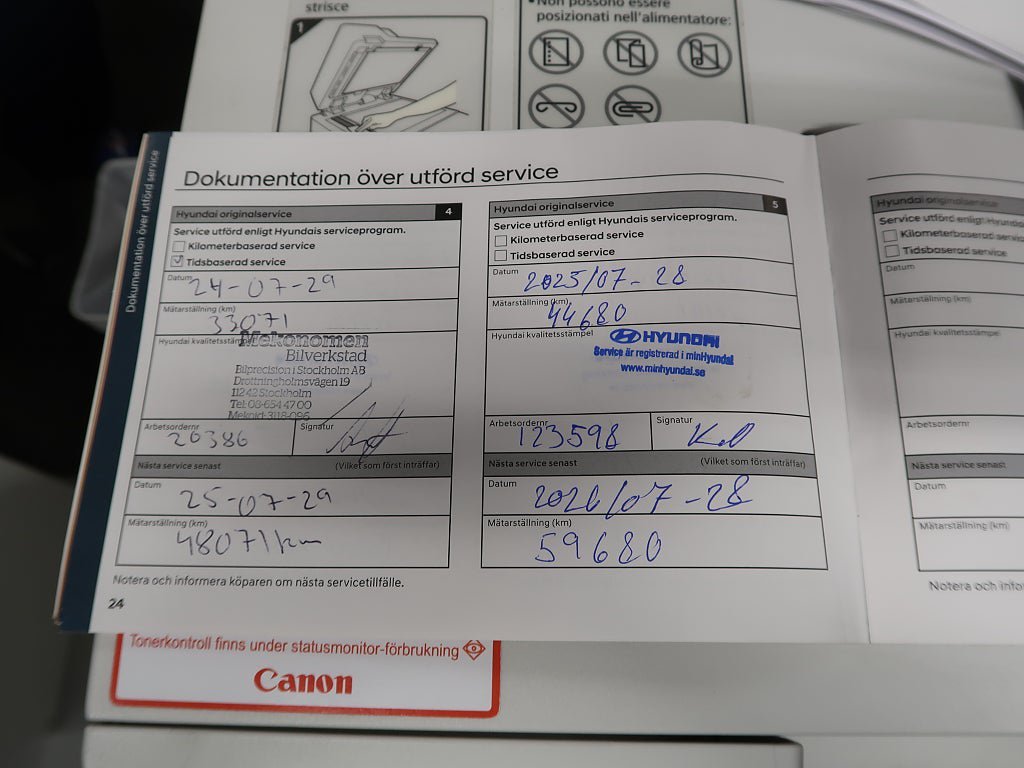 strisce
1
Non possono essere
posizionati nell'alimentatore:
Dokumentation över utförd service
Dokumentation över utförd service
Hyundai originalservice 4
Service utförd enligt Hyundais serviceprogram.
Kilometerbaserad service
Tidsbaserad service
Datum
24-07-29
Mätarställning (km)
33071
Hyundai kvalitetsstämpel
Mekonomen
Bilverkstad
Bilprecision i Stockholm AB
Drottningholmsvägen 19
112 42 Stockholm
Tel: 08-654 47 00
Mekoid: 3118-096
Arbetsordernr
20386
Signatur
Nästa service senast (Vilket som först inträffar)
Datum
25-07-29
Mätarställning (km)
48071 km
Notera och informera köparen om nästa servicetillfälle.
24
Hyundai originalservice 5
Service utförd enligt Hyundais serviceprogram.
Kilometerbaserad service
Tidsbaserad service
Datum
2025/07-28
Mätarställning (km)
44680
Hyundai kvalitetsstämpel
HYUNDAI
Service är registrerad i minHyundai
www.minhyundai.se
Arbetsordernr
123598
Signatur
Nästa service senast (Vilket som först inträffar)
Datum
2026/07-28
Mätarställning (km)
59680
Hyundai originalservice
Service utförd enligt Hyundais
Kilometerbaserad service
Tidsbaserad service
Datum
Mätarställning (km)
Hyundai kvalitetsstämpel
Arbetsordernr
Nästa service senast
Datum
Mätarställning (km)
Notera och info
Tonerkontroll finns under statusmonitor-förbrukning
Canon